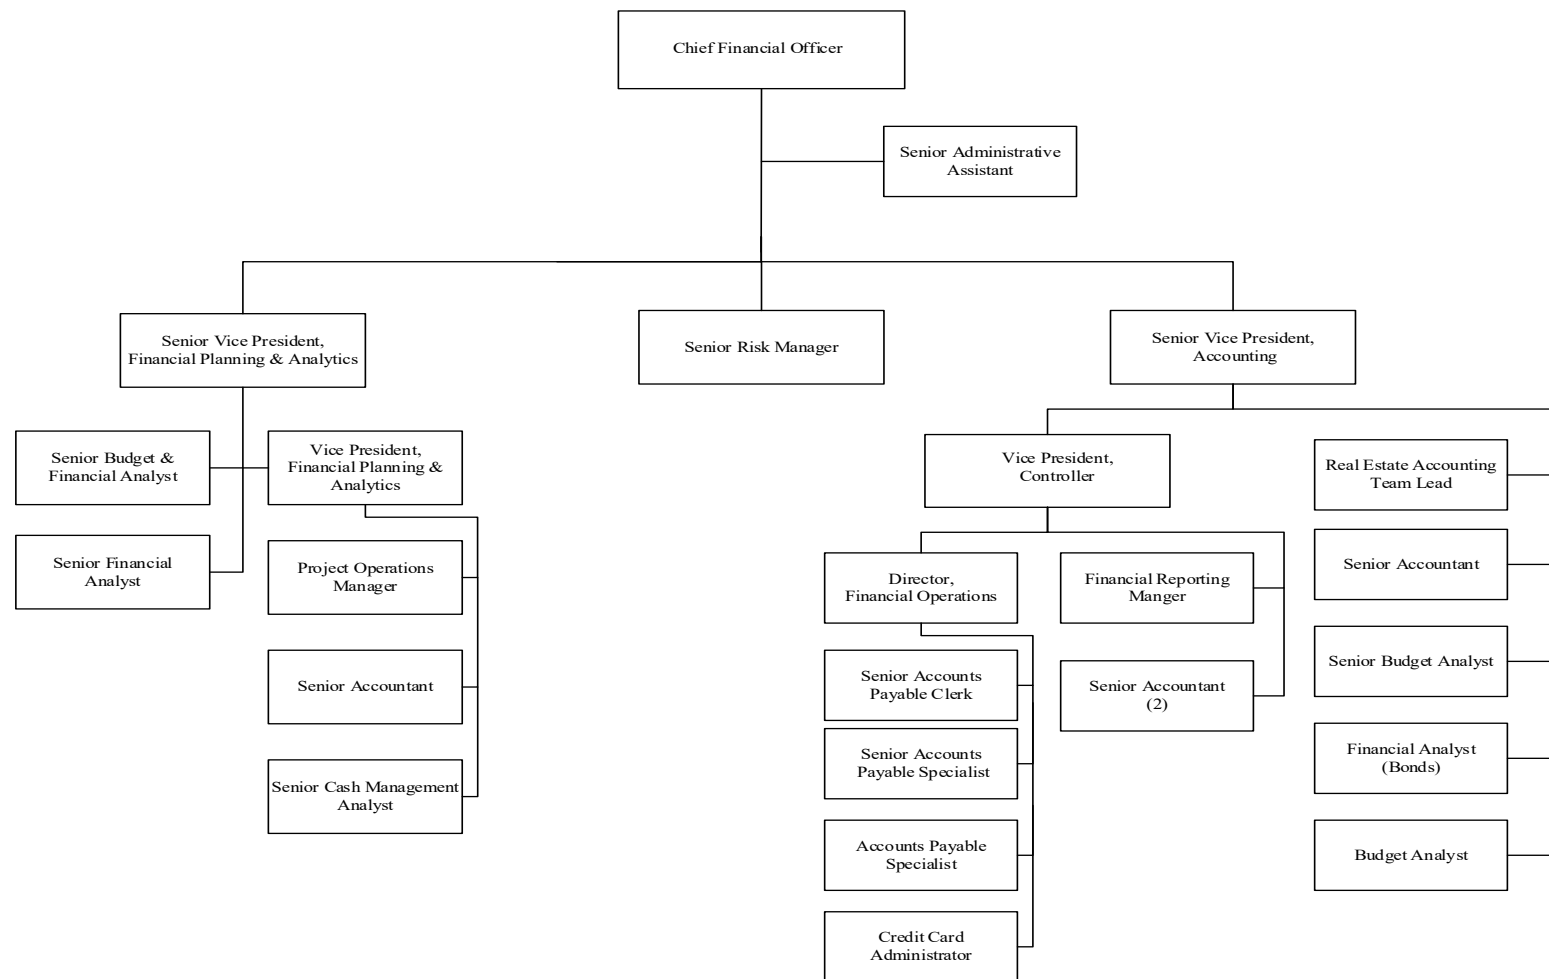 Chief Financial Officer
Senior Administrative
Assistant
Senior Vice President,
Financial Planning & Analytics
Senior Risk Manager
Senior Vice President,
Accounting
Senior Budget &
Financial Analyst
Vice President,
Financial Planning &
Analytics
Senior Financial
Analyst
Project Operations
Manager
Senior Accountant
Senior Cash Management
Analyst
Vice President,
Controller
Director,
Financial Operations
Senior Accounts
Payable Clerk
Senior Accounts
Payable Specialist
Accounts Payable
Specialist
Credit Card
Administrator
Financial Reporting
Manger
Senior Accountant
(2)
Real Estate Accounting
Team Lead
Senior Accountant
Senior Budget Analyst
Financial Analyst
(Bonds)
Budget Analyst